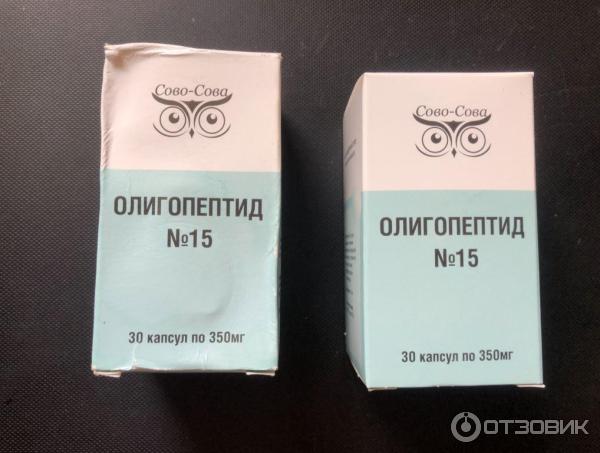 Сово-Сова
ОЛИГОПЕПТИД
№15
30 капсул по 350мг
Сово-Сова
ОЛИГОПЕПТИД
№15
30 капсул по 350мг
ОТЗОВИК